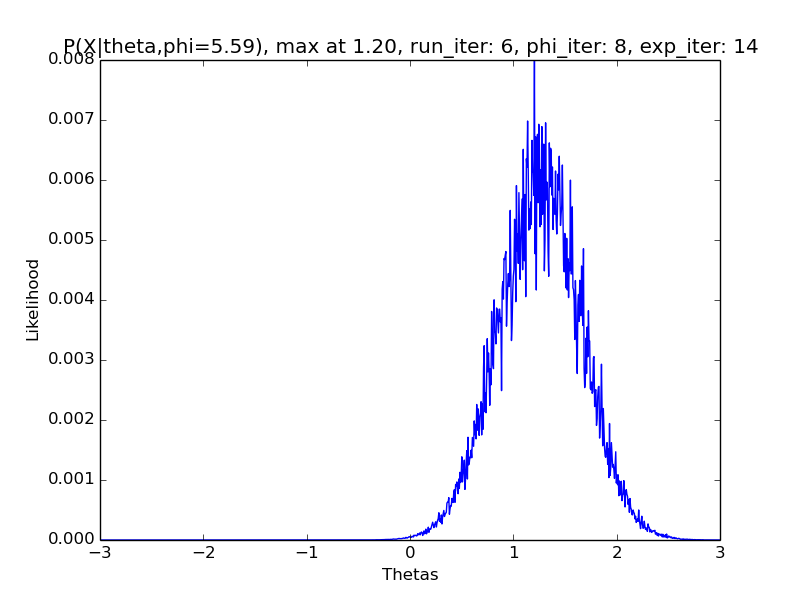 P(X|theta,phi=5.59), max at 1.20, run_iter: 6, phi_iter: 8, exp_iter: 14
0.008
0.007
0.006
0.005
0.004
0.003
0.002
0.001
0.000
Likelihood
−3 −2 −1 0 1 2 3
Thetas